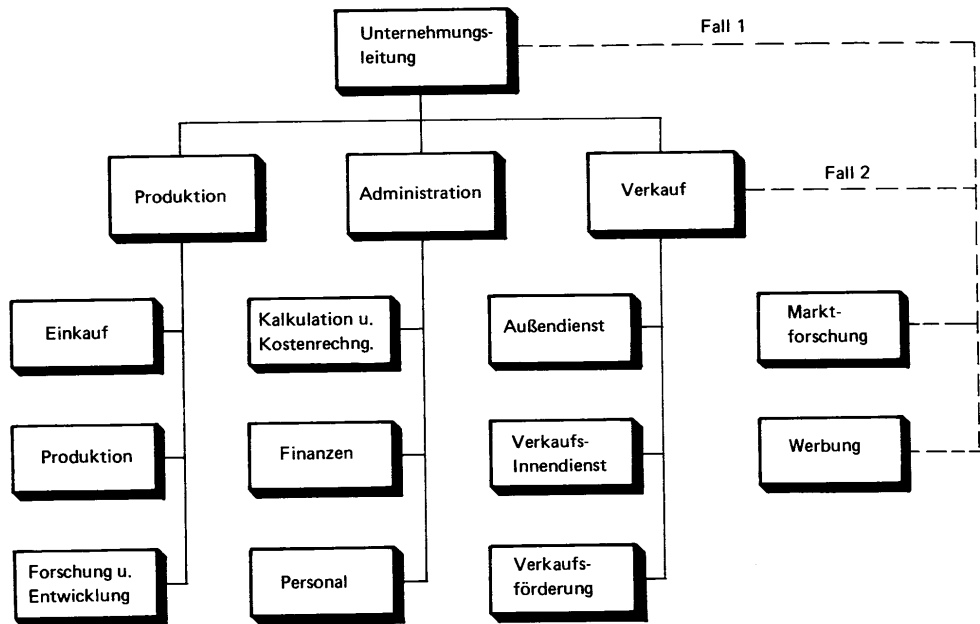 Unternehmungs-
leitung
Fall 1
Produktion
Administration
Verkauf
Fall 2
Einkauf
Kalkulation u.
Kostenrechng.
Außendienst
Markt-
forschung
Produktion
Finanzen
Verkaufs-
Innendienst
Werbung
Forschung u.
Entwicklung
Personal
Verkaufs-
förderung